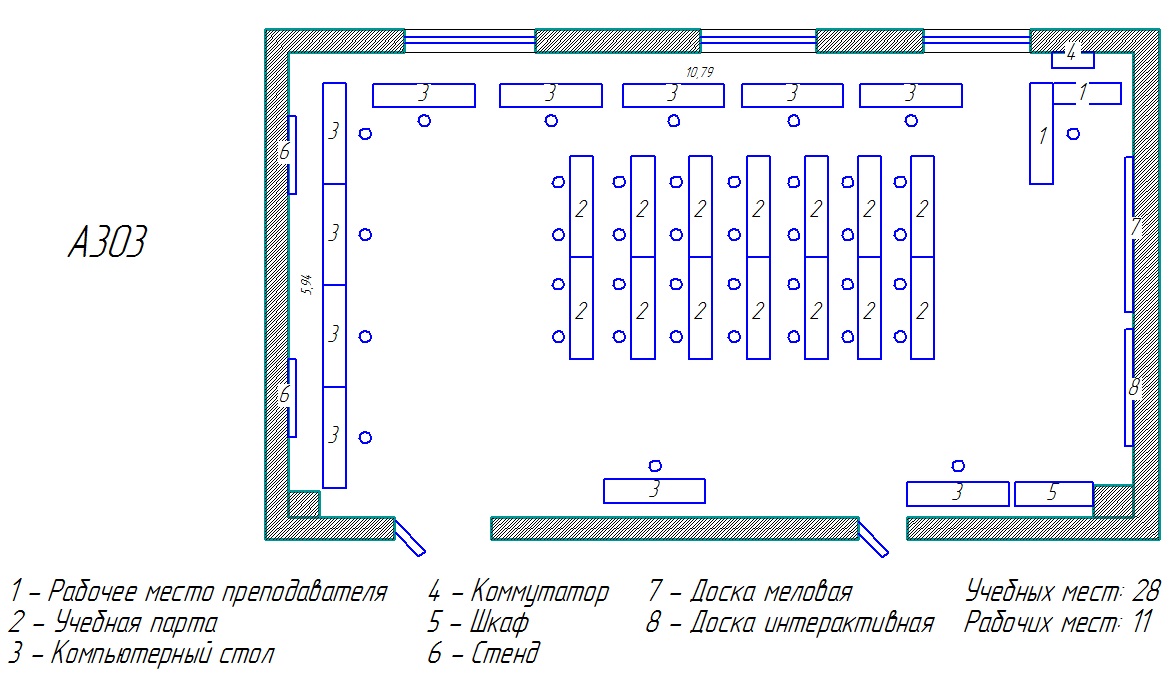 4
10,79
3 3 3 3 3 1
3 1
6
2 2 2 2 2 2 2
7
А303
3
5,94
2 2 2 2 2 2 2
3
6 8
3
3 3 5
1 – Рабочее место преподавателя 4 – Коммутатор 7 – Доска меловая Учебных мест: 28
2 – Учебная парта 5 – Шкаф 8 – Доска интерактивная Рабочих мест: 11
3 – Компьютерный стол 6 – Стенд